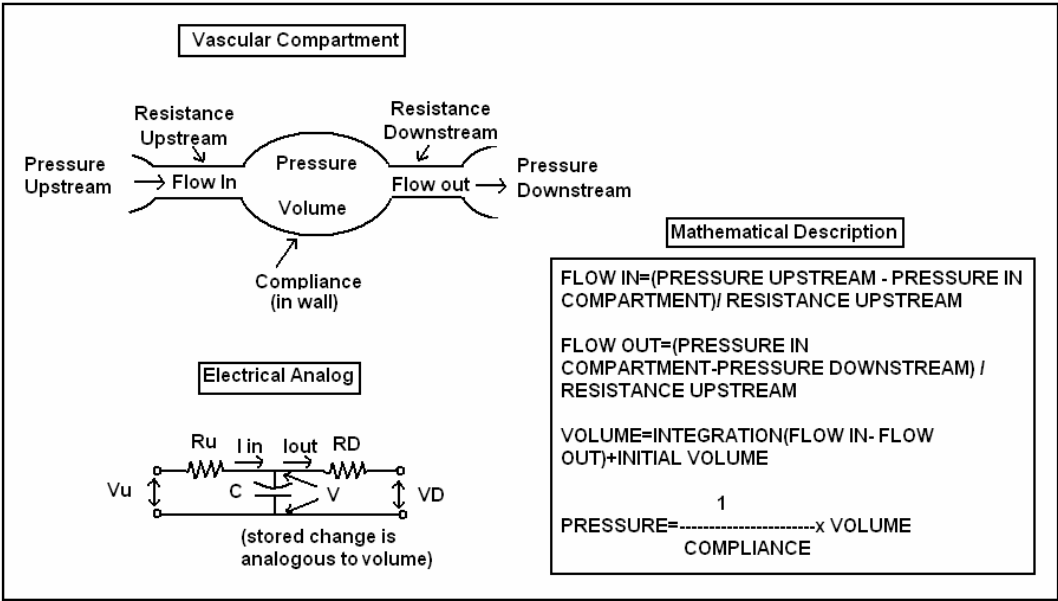 Vascular Compartment
Resistance
Upstream
Resistance
Downstream
Pressure
Upstream
Flow In
Pressure
Volume
Flow out
Pressure
Downstream
Compliance
(in wall)
Mathematical Description
FLOW IN=(PRESSURE UPSTREAM - PRESSURE IN
COMPARTMENT)/ RESISTANCE UPSTREAM
FLOW OUT=(PRESSURE IN
COMPARTMENT-PRESSURE DOWNSTREAM) /
RESISTANCE UPSTREAM
VOLUME=INTEGRATION(FLOW IN- FLOW
OUT)+INITIAL VOLUME
1
PRESSURE=-----------------------x VOLUME
COMPLIANCE
Electrical Analog
Ru
I in
Iout
RD
Vu
C
V
VD
(stored change is
analogous to volume)